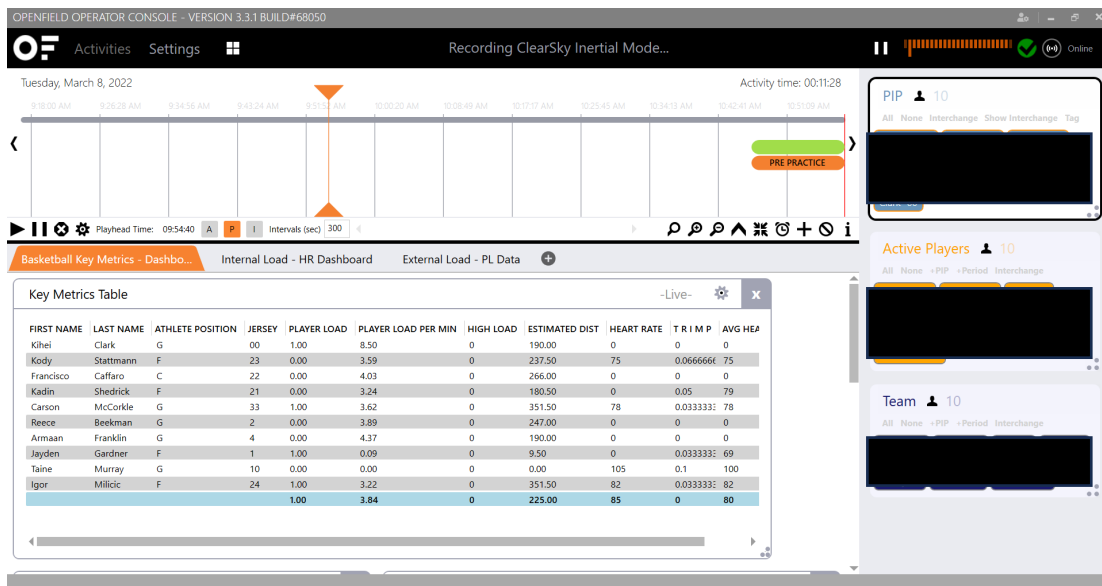 OPENFIELD OPERATOR CONSOLE - VERSION 3.3.1 BUILD#68050
OF Activities Settings Recording ClearSky Inertial Mode... Online
Tuesday, March 8, 2022 Activity time: 00:11:28
9:18:00 AM 9:26:28 AM 9:34:56 AM 9:43:24 AM 9:51:52 AM 10:00:20 AM 10:08:49 AM 10:17:17 AM 10:25:45 AM 10:34:13 AM 10:42:41 AM 10:51:09 AM
PRE PRACTICE
Playhead Time: 09:54:40 A P I Intervals (sec) 300
Basketball Key Metrics - Dashbo... Internal Load - HR Dashboard External Load - PL Data
Key Metrics Table -Live- x
FIRST NAME LAST NAME ATHLETE POSITION JERSEY PLAYER LOAD PLAYER LOAD PER MIN HIGH LOAD ESTIMATED DIST HEART RATE T R I M P AVG HEA
Kihei Clark G 00 1.00 8.50 0 190.00 0 0 0
Kody Stattmann F 23 0.00 3.59 0 237.50 75 0.0666666 75
Francisco Caffaro C 22 0.00 4.03 0 266.00 0 0 0
Kadin Shedrick F 21 0.00 3.24 0 180.50 0 0.05 79
Carson McCorkle G 33 1.00 3.62 0 351.50 78 0.0333333 78
Reece Beekman G 2 0.00 3.89 0 247.00 0 0 0
Armaan Franklin G 4 0.00 4.37 0 190.00 0 0 0
Jayden Gardner F 1 1.00 0.09 0 9.50 0 0.0333333 69
Taine Murray G 10 0.00 0.00 0 0.00 105 0.1 100
Igor Milicic F 24 1.00 3.22 0 351.50 82 0.0333333 82
1.00 3.84 0 225.00 85 0 80
PIP 10
All None Interchange Show Interchange Tag
Active Players 10
All None +PIP +Period Interchange
Team 10
All None +PIP +Period Interchange